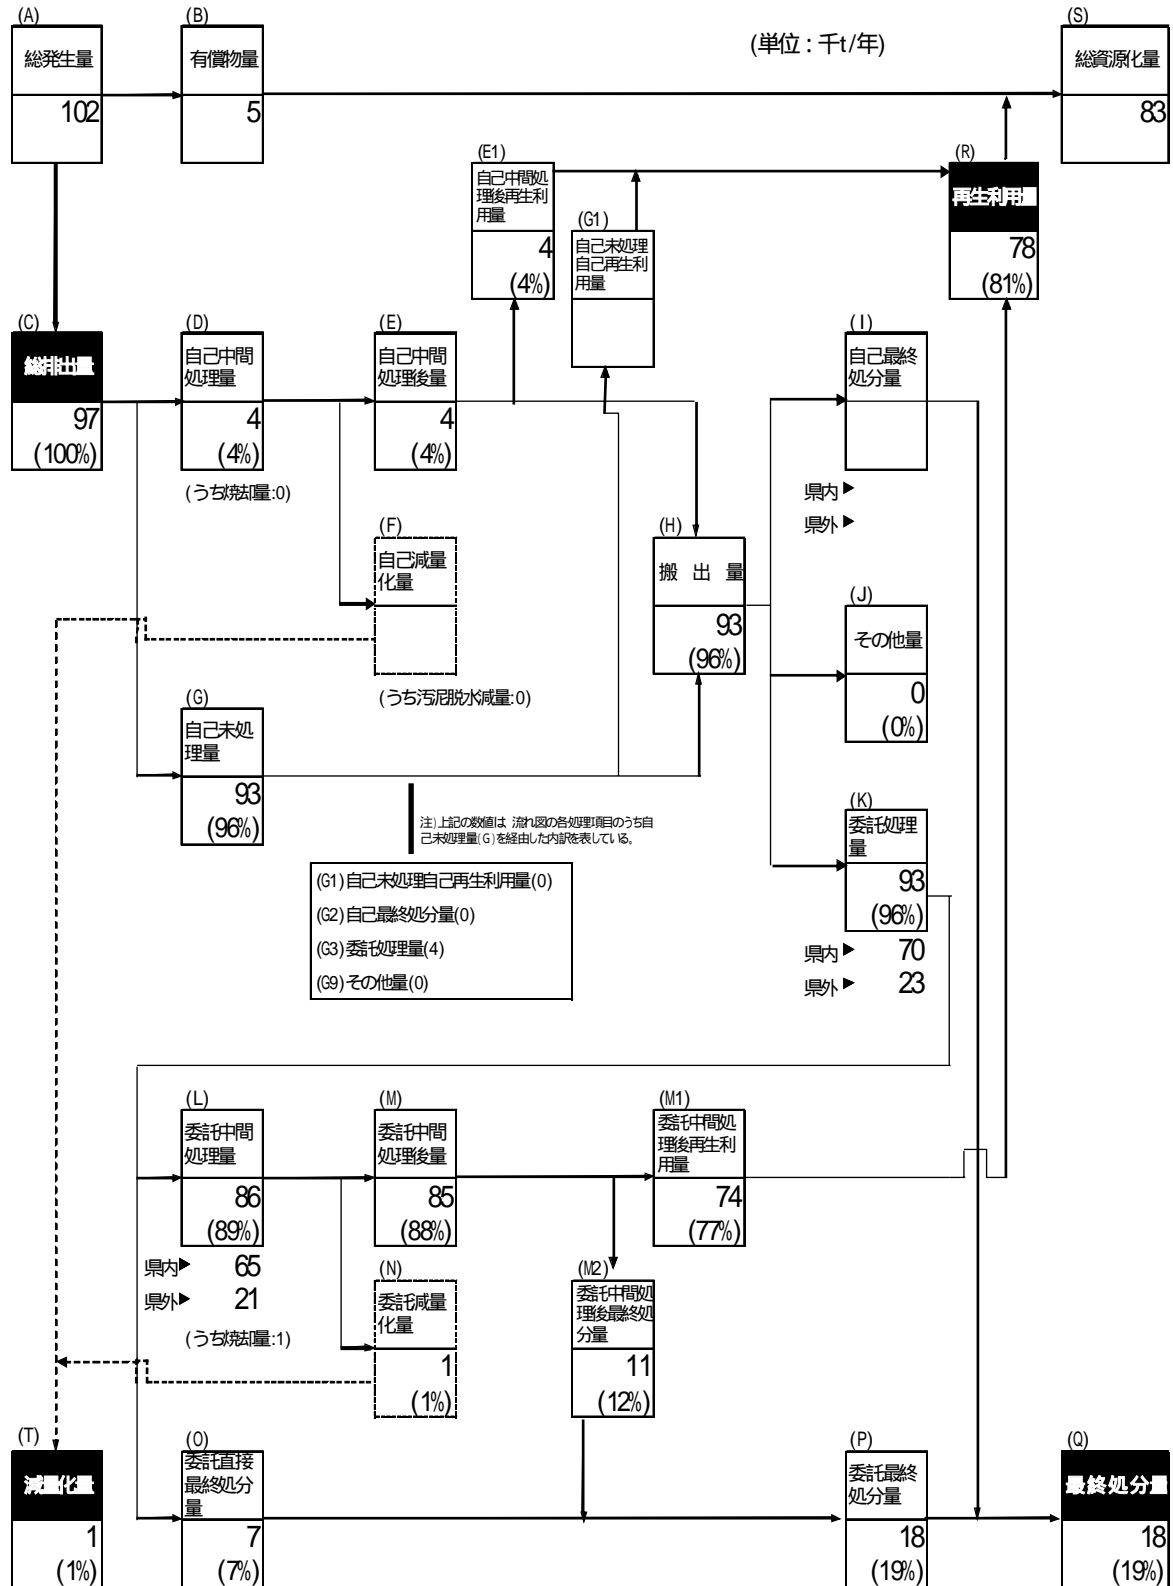 (A)
総発生量
102
(B)
有償物量
5
(単位：千t/年)
(S)
総資源化量
83
(E1)
自己中間処
理後再生利
用量
4
(4%)
(G1)
自己未処理
自己再生利
用量
(R)
再生利用量
78
(81%)
(C)
総排出量
97
(100%)
(D)
自己中間
処理量
4
(4%)
(うち焼却量:0)
(E)
自己中間
処理後量
4
(4%)
(I)
自己最終
処分量
県内▶
県外▶
(F)
自己減量
化量
(うち汚泥脱水減量:0)
(H)
搬 出 量
93
(96%)
(J)
その他量
0
(0%)
(G)
自己未処
理量
93
(96%)
注)上記の数値は 流れ図の各処理項目のうち自
己未処理量(G)を経由した内訳を表している。
(G1)自己未処理自己再生利用量(0)
(G2)自己最終処分量(0)
(G3)委託処理量(4)
(G9)その他量(0)
(K)
委託処理
量
93
(96%)
県内▶ 70
県外▶ 23
(L)
委託中間
処理量
86
(89%)
県内▶ 65
県外▶ 21
(うち焼却量:1)
(M)
委託中間
処理後量
85
(88%)
(M1)
委託中間処
理後再生利
用量
74
(77%)
(N)
委託減量
化量
1
(1%)
(M2)
委託中間処
理後最終処
分量
11
(12%)
(T)
減量化量
1
(1%)
(O)
委託直接
最終処分
量
7
(7%)
(P)
委託最終
処分量
18
(19%)
(Q)
最終処分量
18
(19%)